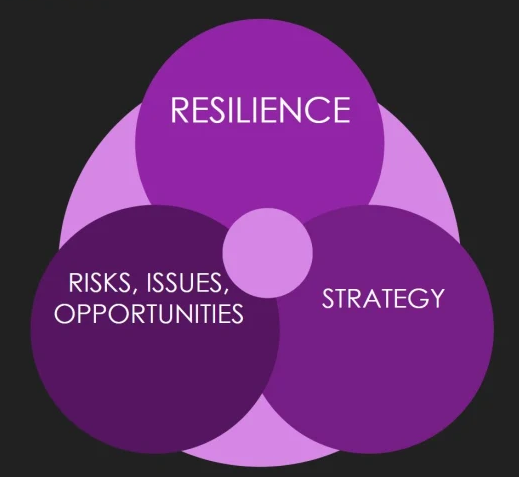 RESILIENCE
RISKS, ISSUES,
OPPORTUNITIES
STRATEGY